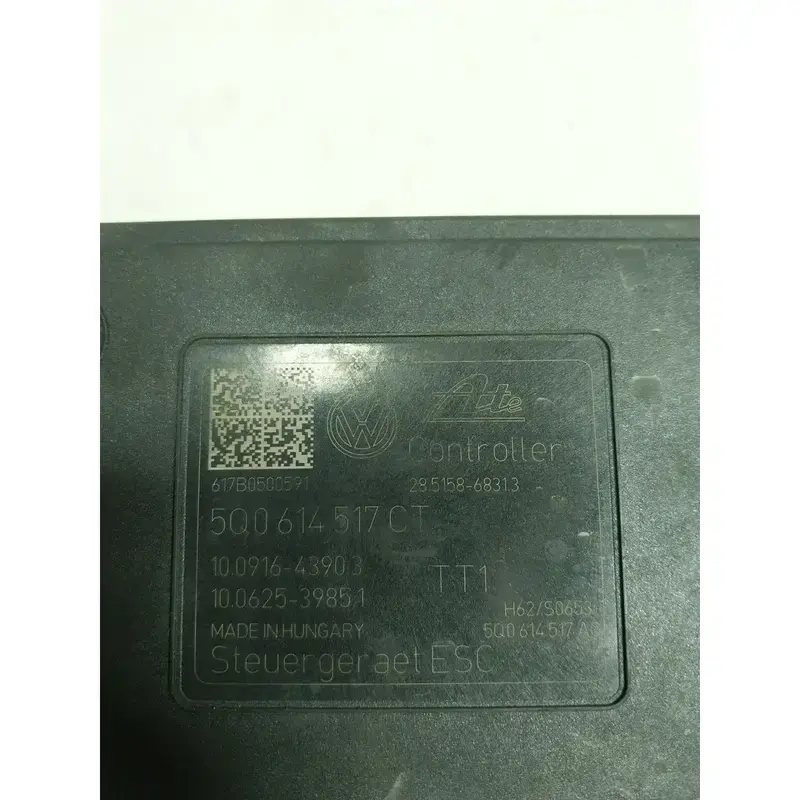 Ate
Controller
617B0500591 28.5158-6831.3
5Q0 614 517 CT
10.0916-4390.3
TT1
10.0625-3985.1
H62/S0653
MADE IN HUNGARY 5Q0 614 517
Steuergeraet ESC